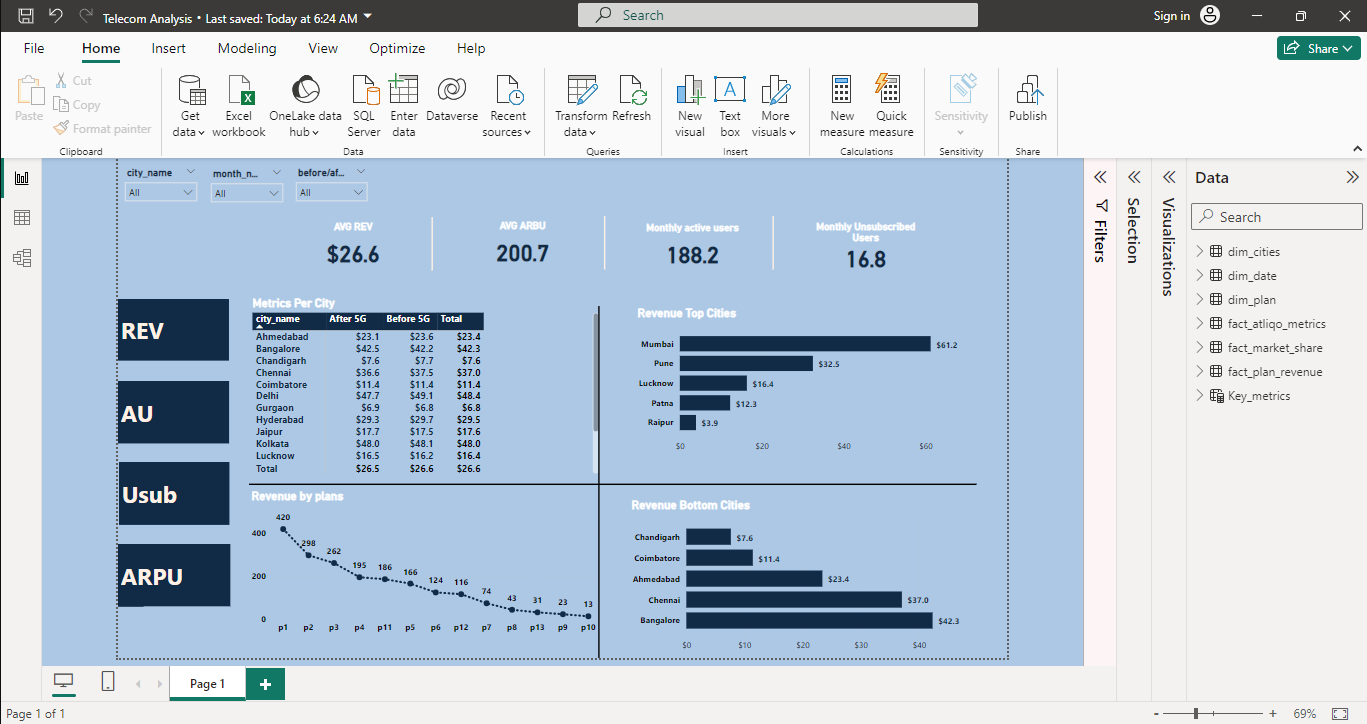 Telecom Analysis • Last saved: Today at 6:24 AM
Search
Sign in
File Home Insert Modeling View Optimize Help
Share
Paste
Cut
Copy
Format painter
Clipboard
Get data
Excel workbook
OneLake data hub
SQL Server
Enter data
Dataverse
Recent sources
Data
Transform data
Refresh
Queries
New visual
Text box
More visuals
Insert
New measure
Quick measure
Calculations
Sensitivity
Sensitivity
Publish
Share
city_name
All
month_n...
All
before/af...
All
AVG REV
$26.6
AVG ARBU
200.7
Monthly active users
188.2
Monthly Unsubscribed
Users
16.8
REV
AU
Usub
ARPU
Metrics Per City
city_name After 5G Before 5G Total
Ahmedabad $23.1 $23.6 $23.4
Bangalore $42.5 $42.2 $42.3
Chandigarh $7.6 $7.7 $7.6
Chennai $36.6 $37.5 $37.0
Coimbatore $11.4 $11.4 $11.4
Delhi $47.7 $49.1 $48.4
Gurgaon $6.9 $6.8 $6.8
Hyderabad $29.3 $29.7 $29.5
Jaipur $17.7 $17.5 $17.6
Kolkata $48.0 $48.1 $48.0
Lucknow $16.5 $16.2 $16.4
Total $26.5 $26.6 $26.6
Revenue Top Cities
Mumbai $61.2
Pune $32.5
Lucknow $16.4
Patna $12.3
Raipur $3.9
$0 $20 $40 $60
Revenue by plans
400
200
0
420 298 262 195 186 166 124 116 74 43 31 23 13
p1 p2 p3 p4 p11 p5 p6 p12 p7 p8 p13 p9 p10
Revenue Bottom Cities
Chandigarh $7.6
Coimbatore $11.4
Ahmedabad $23.4
Chennai $37.0
Bangalore $42.3
$0 $10 $20 $30 $40
Filters
Selection
Visualizations
Data
Search
dim_cities
dim_date
dim_plan
fact_atliqo_metrics
fact_market_share
fact_plan_revenue
Key_metrics
Page 1
Page 1 of 1
69%